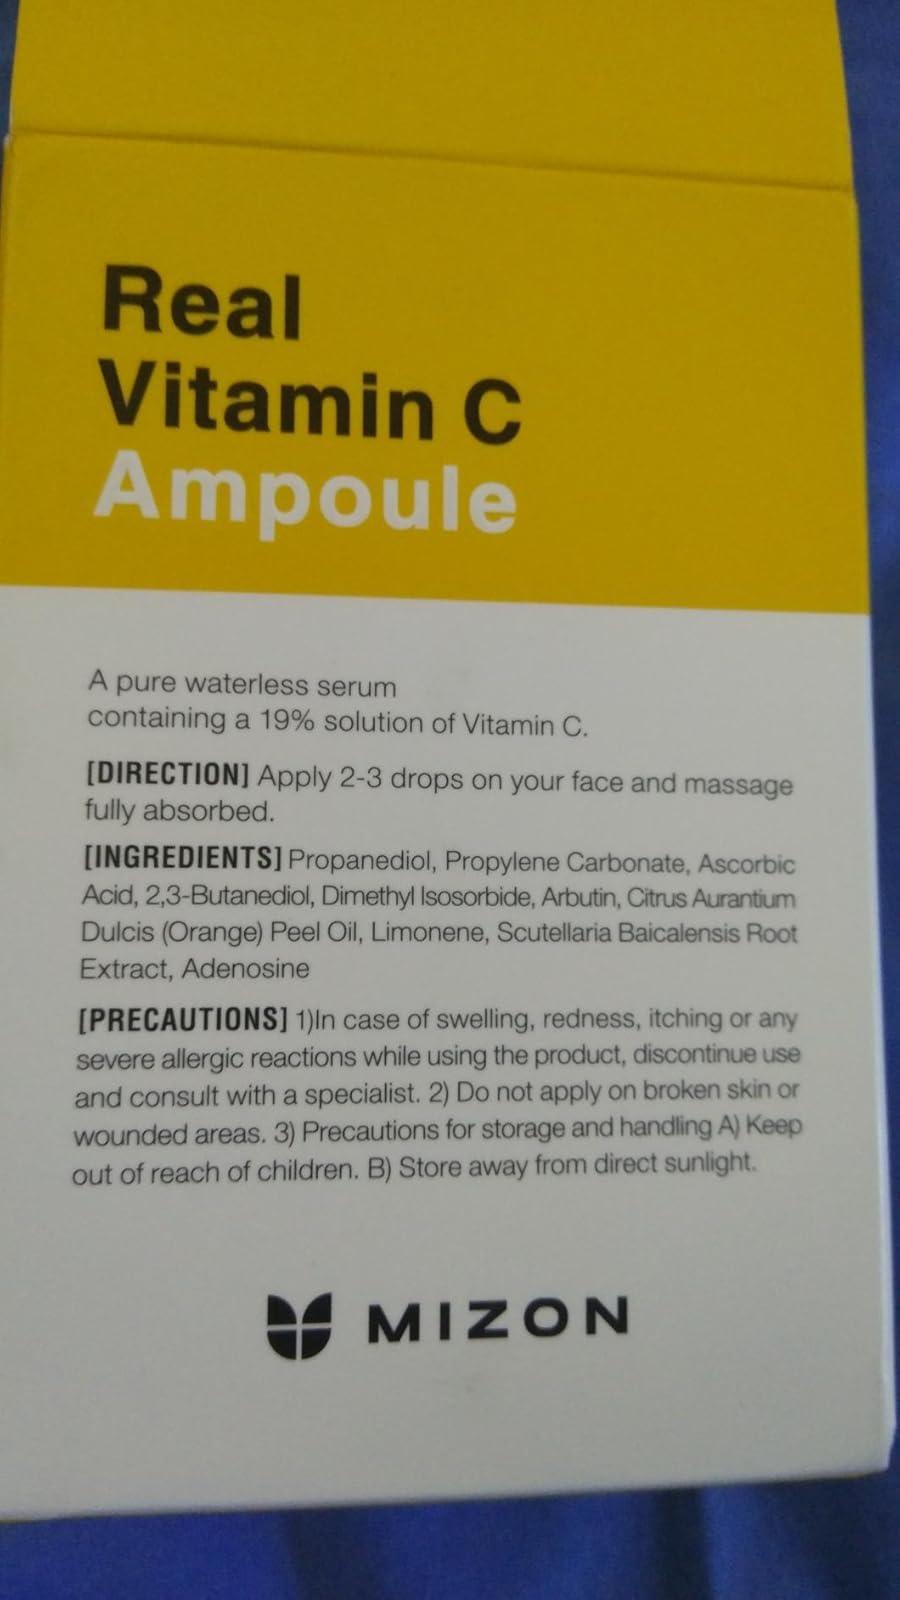 Real
Vitamin C
Ampoule
A pure waterless serum
containing a 19% solution of Vitamin C.
[DIRECTION] Apply 2-3 drops on your face and massage
fully absorbed.
[INGREDIENTS] Propanediol, Propylene Carbonate, Ascorbic
Acid, 2,3-Butanediol, Dimethyl Isosorbide, Arbutin, Citrus Aurantium
Dulcis (Orange) Peel Oil, Limonene, Scutellaria Baicalensis Root
Extract, Adenosine
[PRECAUTIONS] 1)In case of swelling, redness, itching or any
severe allergic reactions while using the product, discontinue use
and consult with a specialist. 2) Do not apply on broken skin or
wounded areas. 3) Precautions for storage and handling A) Keep
out of reach of children. B) Store away from direct sunlight.
MIZON